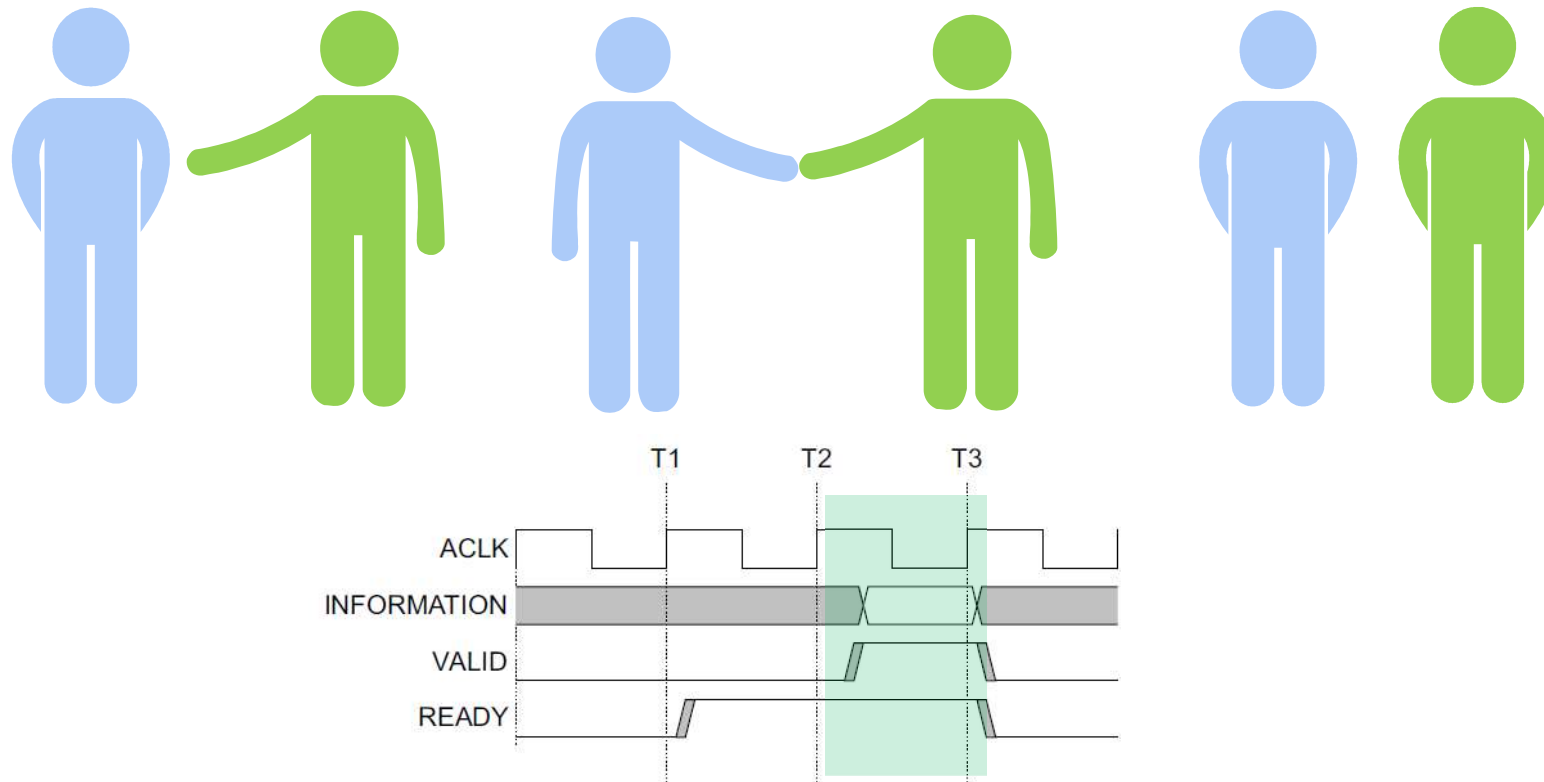 T1 T2 T3
ACLK
INFORMATION
VALID
READY